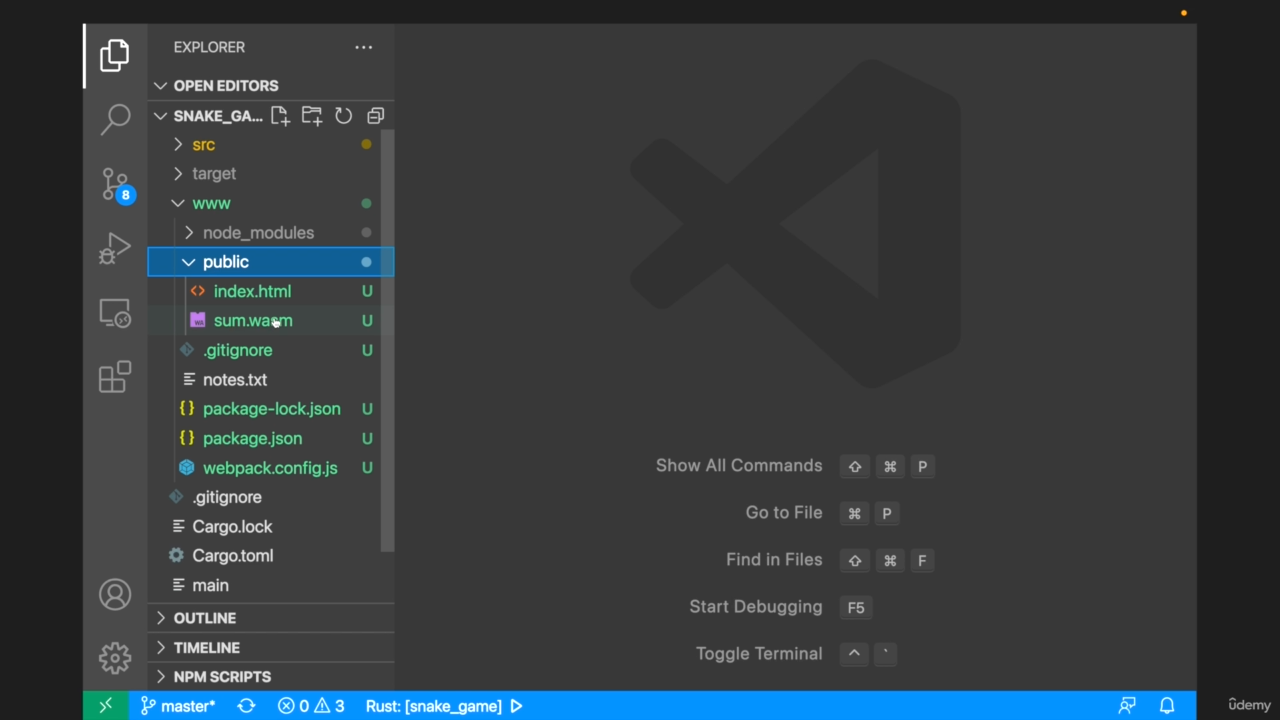 EXPLORER
OPEN EDITORS
SNAKE_GA...
src
target
www
node_modules
public
index.html U
sum.wasm U
.gitignore U
notes.txt
package-lock.json U
package.json U
webpack.config.js U
.gitignore
Cargo.lock
Cargo.toml
main
OUTLINE
TIMELINE
NPM SCRIPTS
8
Show All Commands ⇧ ⌘ P
Go to File ⌘ P
Find in Files ⇧ ⌘ F
Start Debugging F5
Toggle Terminal ^ `
master* 0 3 Rust: [snake_game]
ûdemy